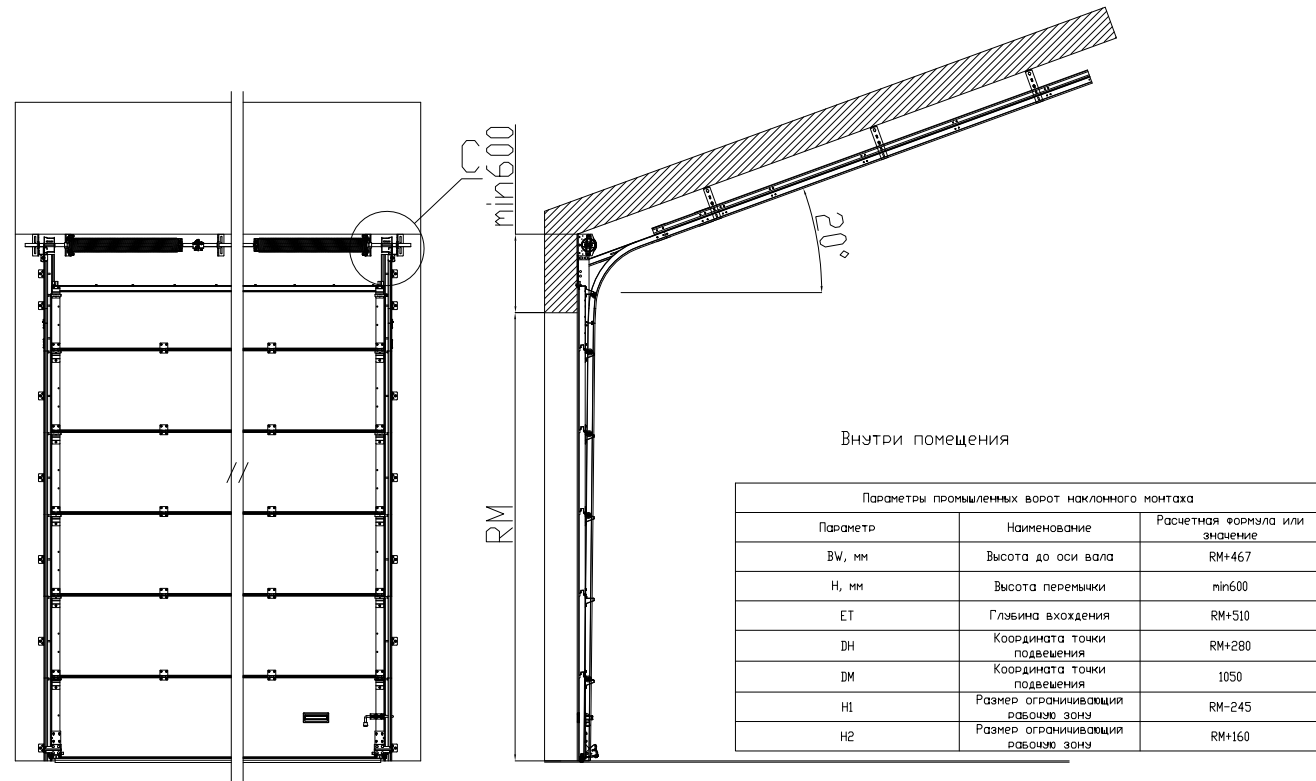 min600
20°
RM
Внутри помещения
Параметры промышленных ворот наклонного монтажа
Параметр
Наименование
Расчетная формула или
значение
BW, мм
Высота до оси вала
RM+467
H, мм
Высота перемычки
min600
ET
Глубина вхождения
RM+510
DH
Координата точки
подвешения
RM+280
DM
Координата точки
подвешения
1050
H1
Размер ограничивающий
рабочую зону
RM-245
H2
Размер ограничивающий
рабочую зону
RM+160